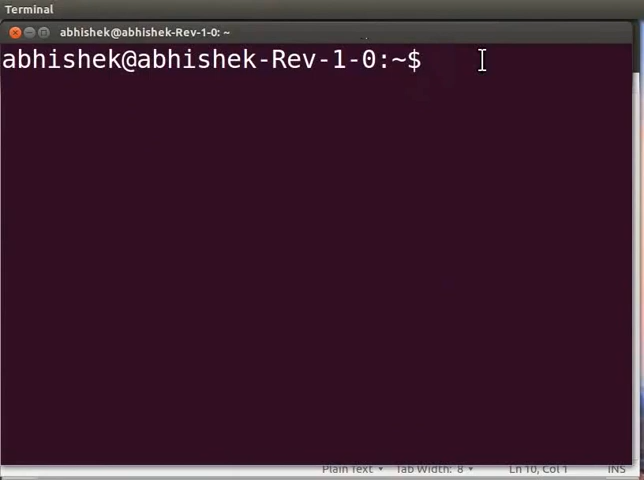 Terminal
abhishek@abhishek-Rev-1-0: ~
abhishek@abhishek-Rev-1-0:~$
Plain Text Tab Width: 8 Ln 10, Col 1 INS